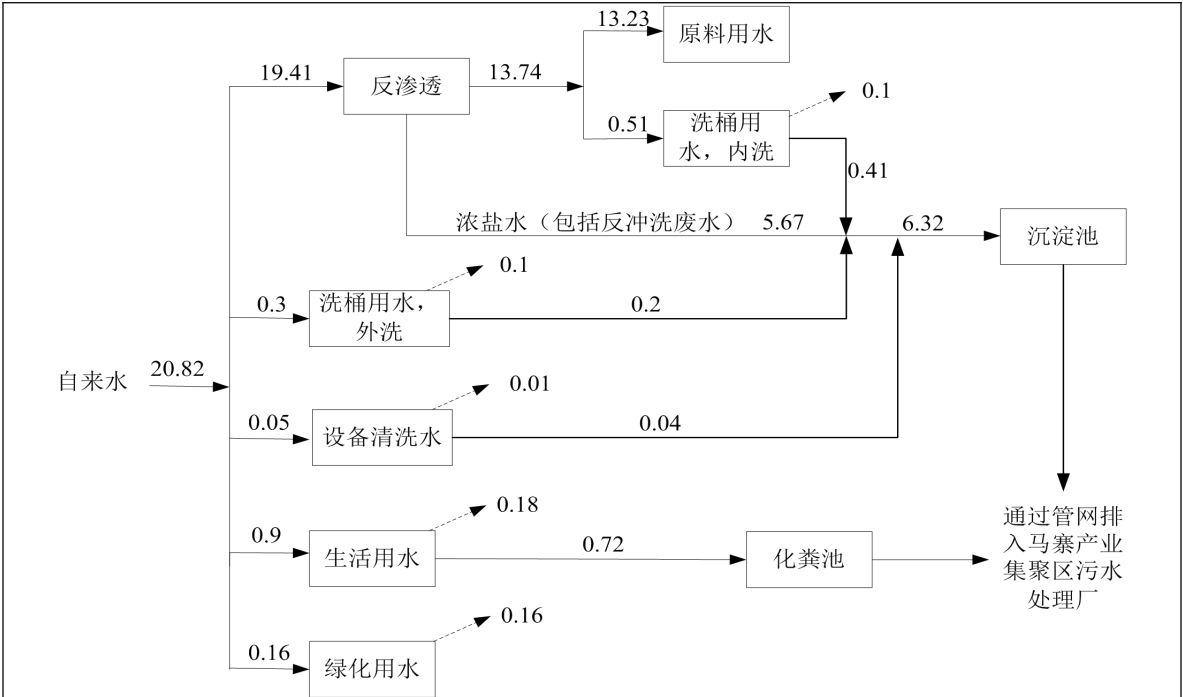 13.23
原料用水
19.41
反渗透
13.74
0.1
0.51
洗桶用
水，内洗
0.41
浓盐水（包括反冲洗废水）
5.67
6.32
沉淀池
0.1
0.3
洗桶用水，
外洗
0.2
自来水
20.82
0.01
0.05
设备清洗水
0.04
0.18
0.9
生活用水
0.72
化粪池
通过管网排
入马寨产业
集聚区污水
处理厂
0.16
0.16
绿化用水